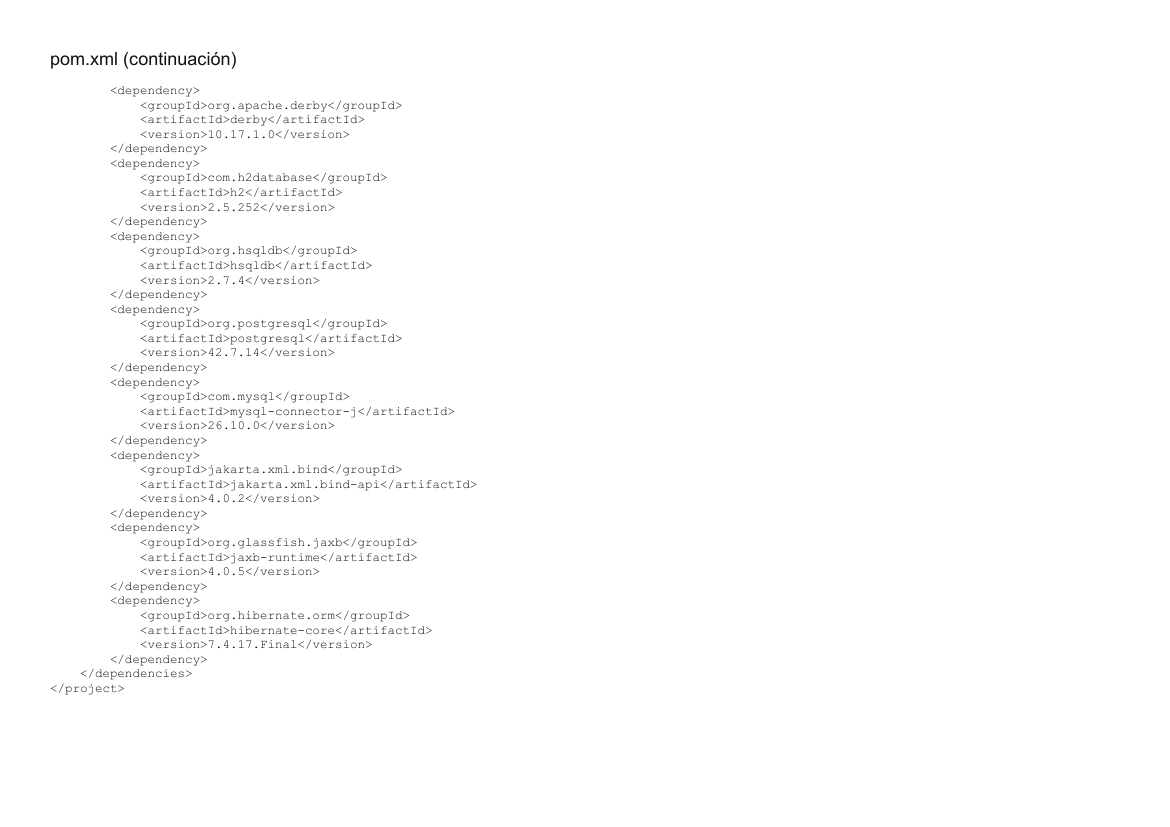 pom.xml (continuación)
        <dependency>
            <groupId>org.apache.derby</groupId>
            <artifactId>derby</artifactId>
            <version>10.17.1.0</version>
        </dependency>
        <dependency>
            <groupId>com.h2database</groupId>
            <artifactId>h2</artifactId>
            <version>2.5.252</version>
        </dependency>
        <dependency>
            <groupId>org.hsqldb</groupId>
            <artifactId>hsqldb</artifactId>
            <version>2.7.4</version>
        </dependency>
        <dependency>
            <groupId>org.postgresql</groupId>
            <artifactId>postgresql</artifactId>
            <version>42.7.14</version>
        </dependency>
        <dependency>
            <groupId>com.mysql</groupId>
            <artifactId>mysql-connector-j</artifactId>
            <version>26.10.0</version>
        </dependency>
        <dependency>
            <groupId>jakarta.xml.bind</groupId>
            <artifactId>jakarta.xml.bind-api</artifactId>
            <version>4.0.2</version>
        </dependency>
        <dependency>
            <groupId>org.glassfish.jaxb</groupId>
            <artifactId>jaxb-runtime</artifactId>
            <version>4.0.5</version>
        </dependency>
        <dependency>
            <groupId>org.hibernate.orm</groupId>
            <artifactId>hibernate-core</artifactId>
            <version>7.4.17.Final</version>
        </dependency>
    </dependencies>
</project>